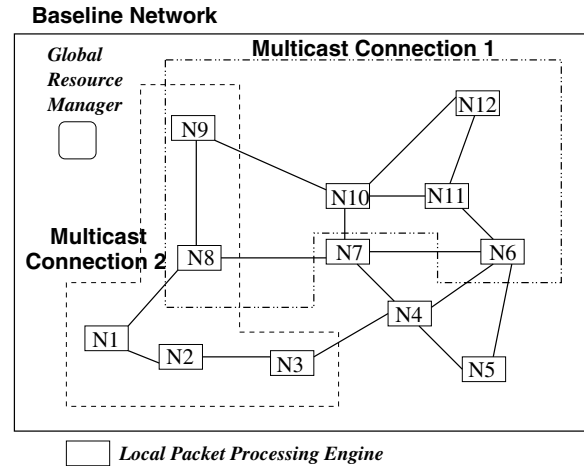 Baseline Network
Global
Resource
Manager
Multicast Connection 1
N12
N9
N10
N11
Multicast
Connection 2
N8
N7
N6
N4
N1
N2
N3
N5
Local Packet Processing Engine